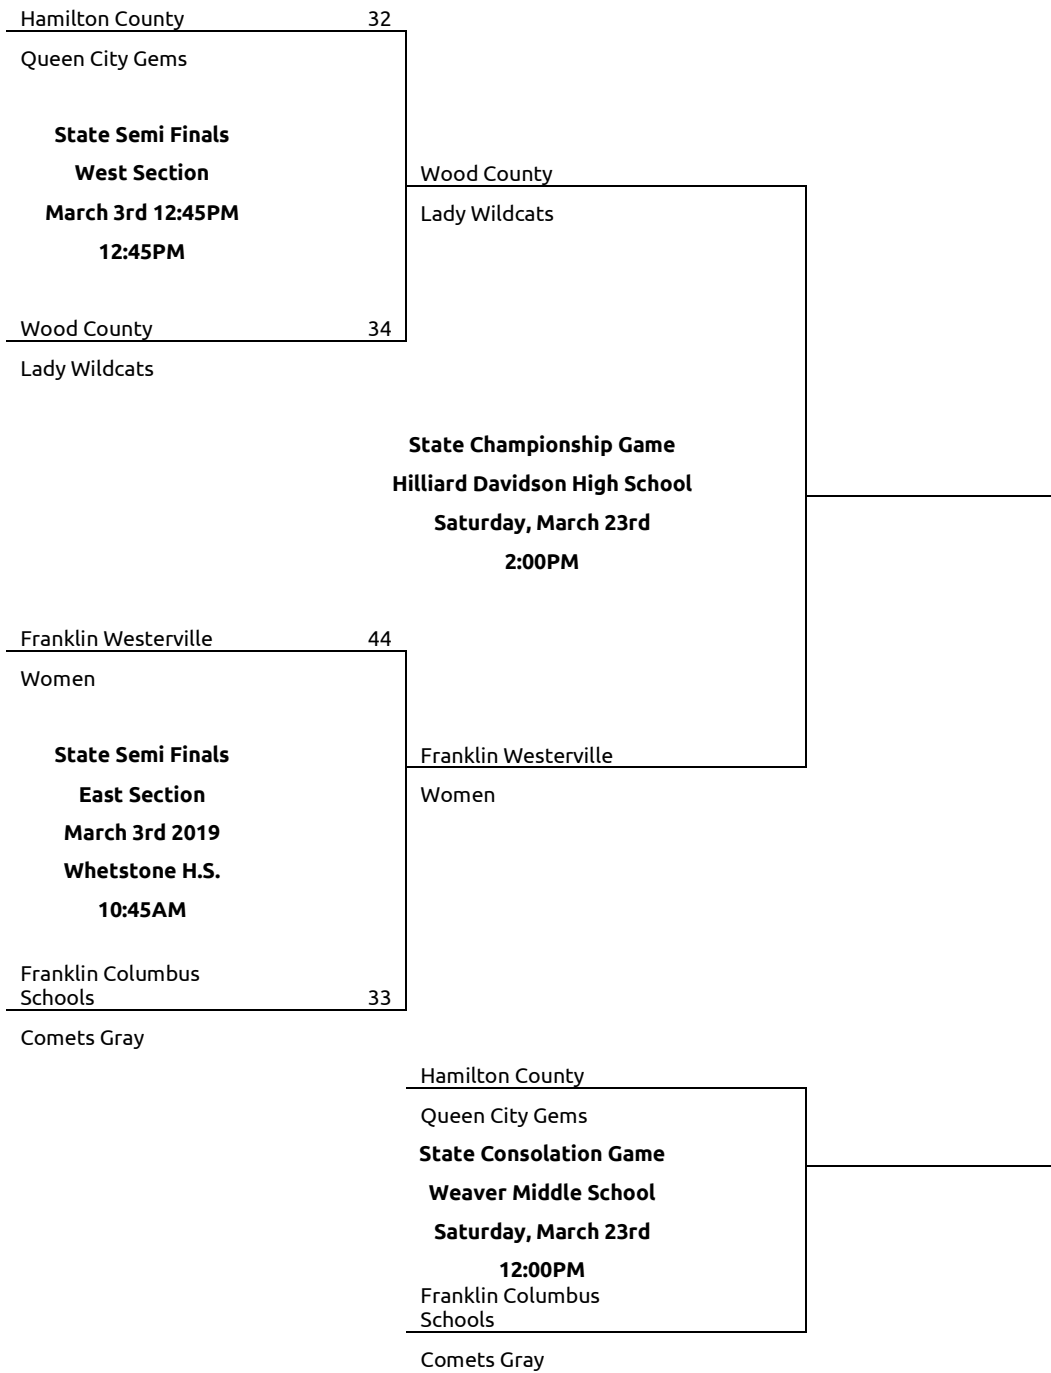 Hamilton County 32
Queen City Gems
State Semi Finals
West Section
March 3rd 12:45PM
12:45PM
Wood County 34
Lady Wildcats
Wood County
Lady Wildcats
State Championship Game
Hilliard Davidson High School
Saturday, March 23rd
2:00PM
Franklin Westerville 44
Women
State Semi Finals
East Section
March 3rd 2019
Whetstone H.S.
10:45AM
Franklin Columbus
Schools 33
Comets Gray
Franklin Westerville
Women
Hamilton County
Queen City Gems
State Consolation Game
Weaver Middle School
Saturday, March 23rd
12:00PM
Franklin Columbus
Schools
Comets Gray